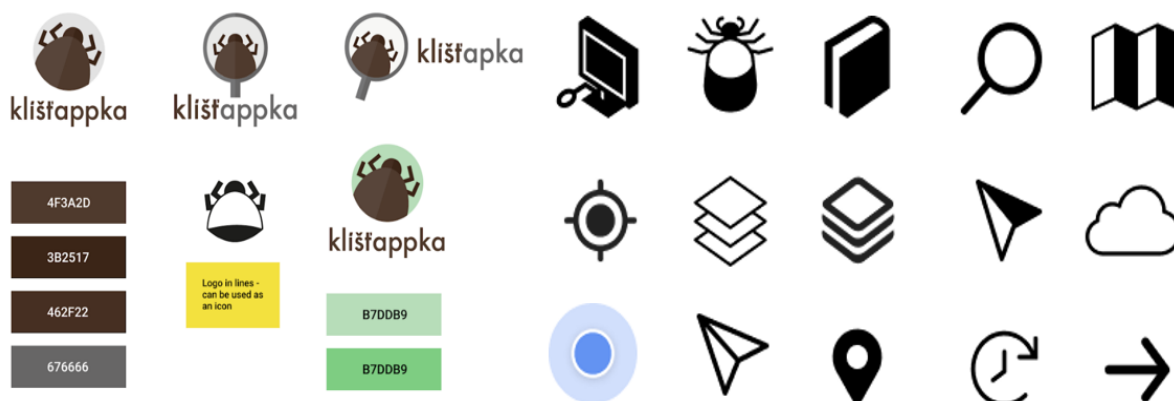 klíšťappka
klíšťappka
klíšťapka
klíšťappka
4F3A2D
3B2517
462F22
676666
Logo in lines -
can be used as
an icon
B7DDB9
B7DDB9